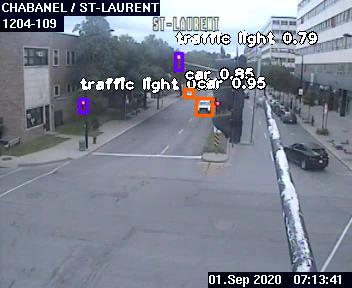 CHABANEL / ST-LAURENT
1204-109
ST-LAURENT
traffic light 0.79
car 0.85
traffic light
car 0.95
01.Sep 2020 07:13:41